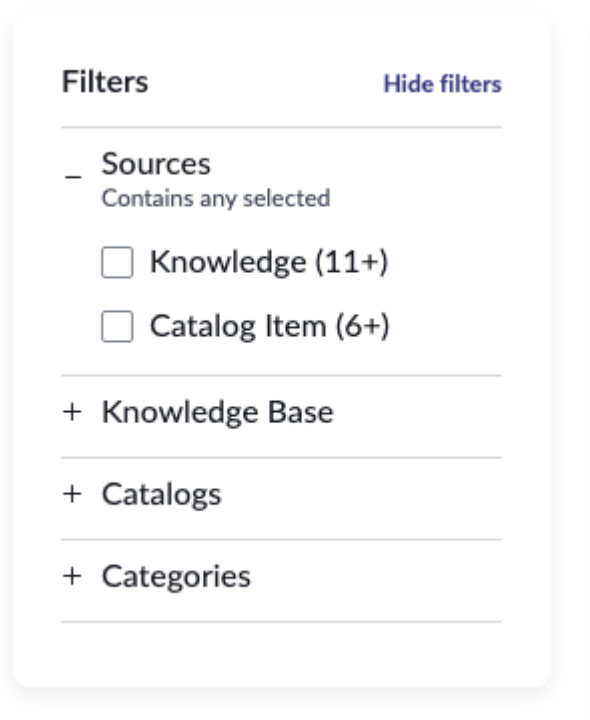 Filters
Hide filters
Sources
Contains any selected
Knowledge (11+)
Catalog Item (6+)
Knowledge Base
Catalogs
Categories